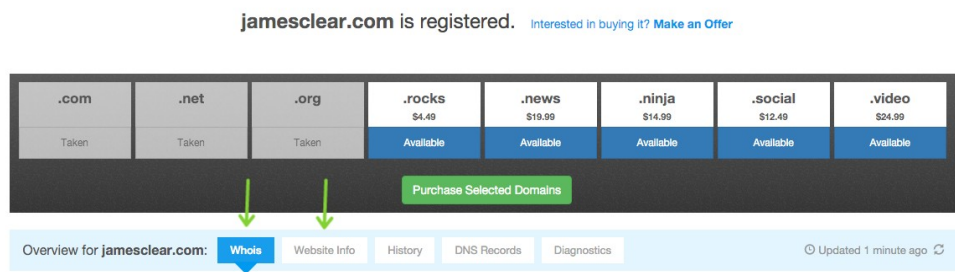 jamesclear.com is registered. Interested in buying it? Make an Offer
.com .net .org .rocks .news .ninja .social .video
$4.49 $19.99 $14.99 $12.49 $24.99
Taken Taken Taken Available Available Available Available Available
Purchase Selected Domains
Overview for jamesclear.com: Whois Website Info History DNS Records Diagnostics Updated 1 minute ago